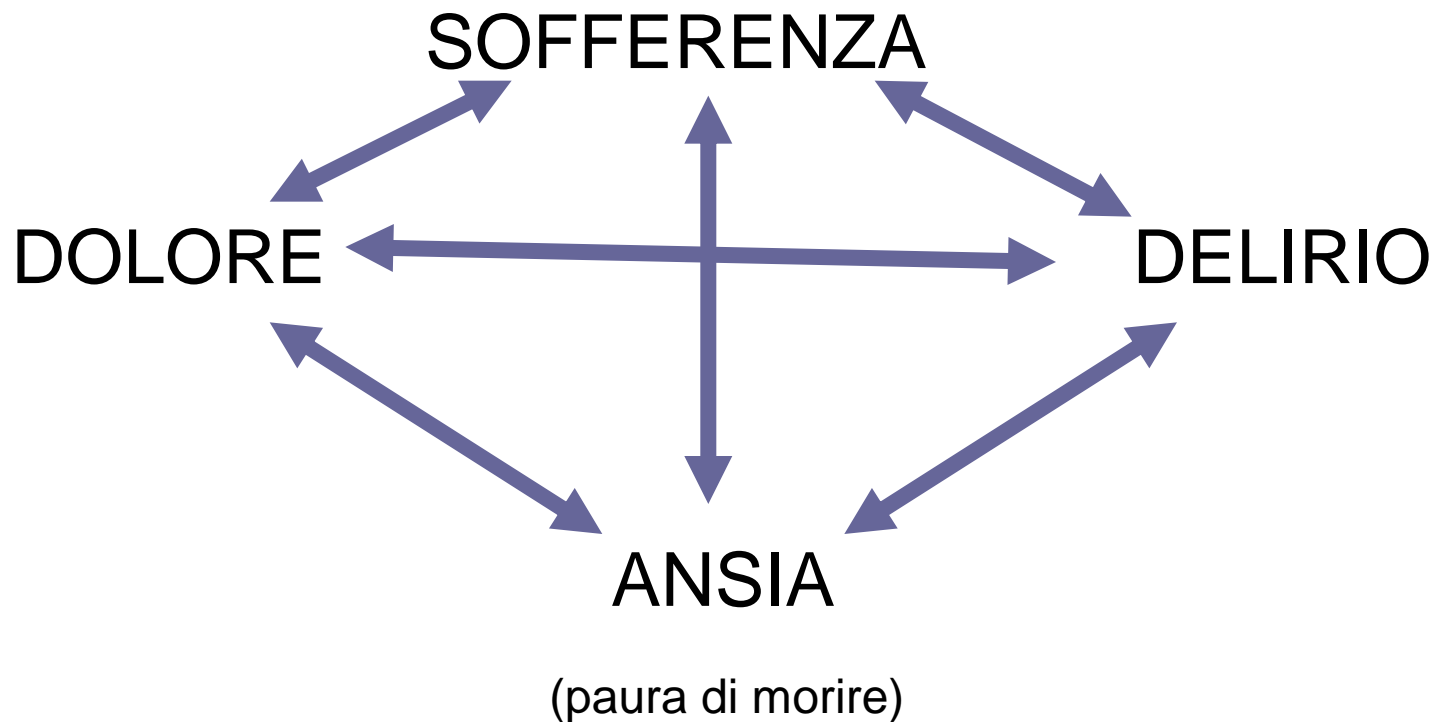 SOFFERENZA
DOLORE
DELIRIO
ANSIA
(paura di morire)